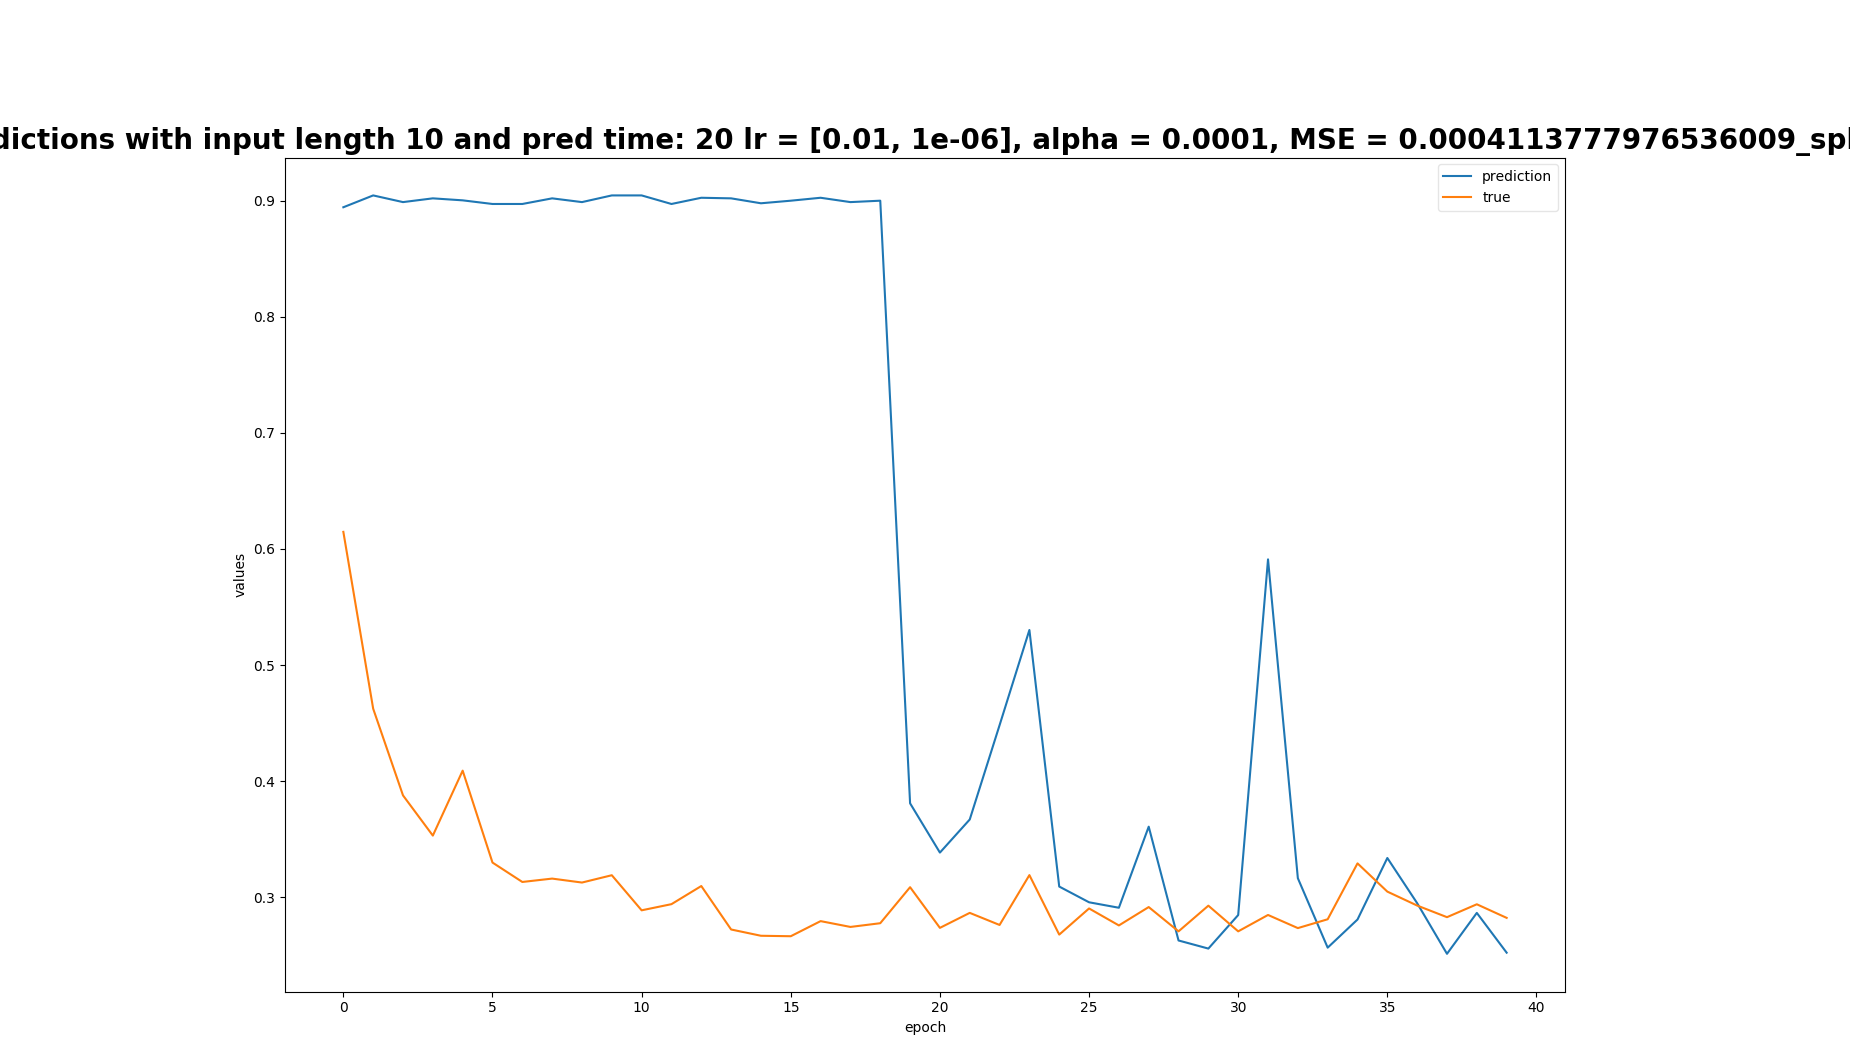 dictions with input length 10 and pred time: 20 lr = [0.01, 1e-06], alpha = 0.0001, MSE = 0.0004113777976536009_spl
prediction
true
0.9
0.8
0.7
0.6
0.5
0.4
0.3
values
0 5 10 15 20 25 30 35 40
epoch